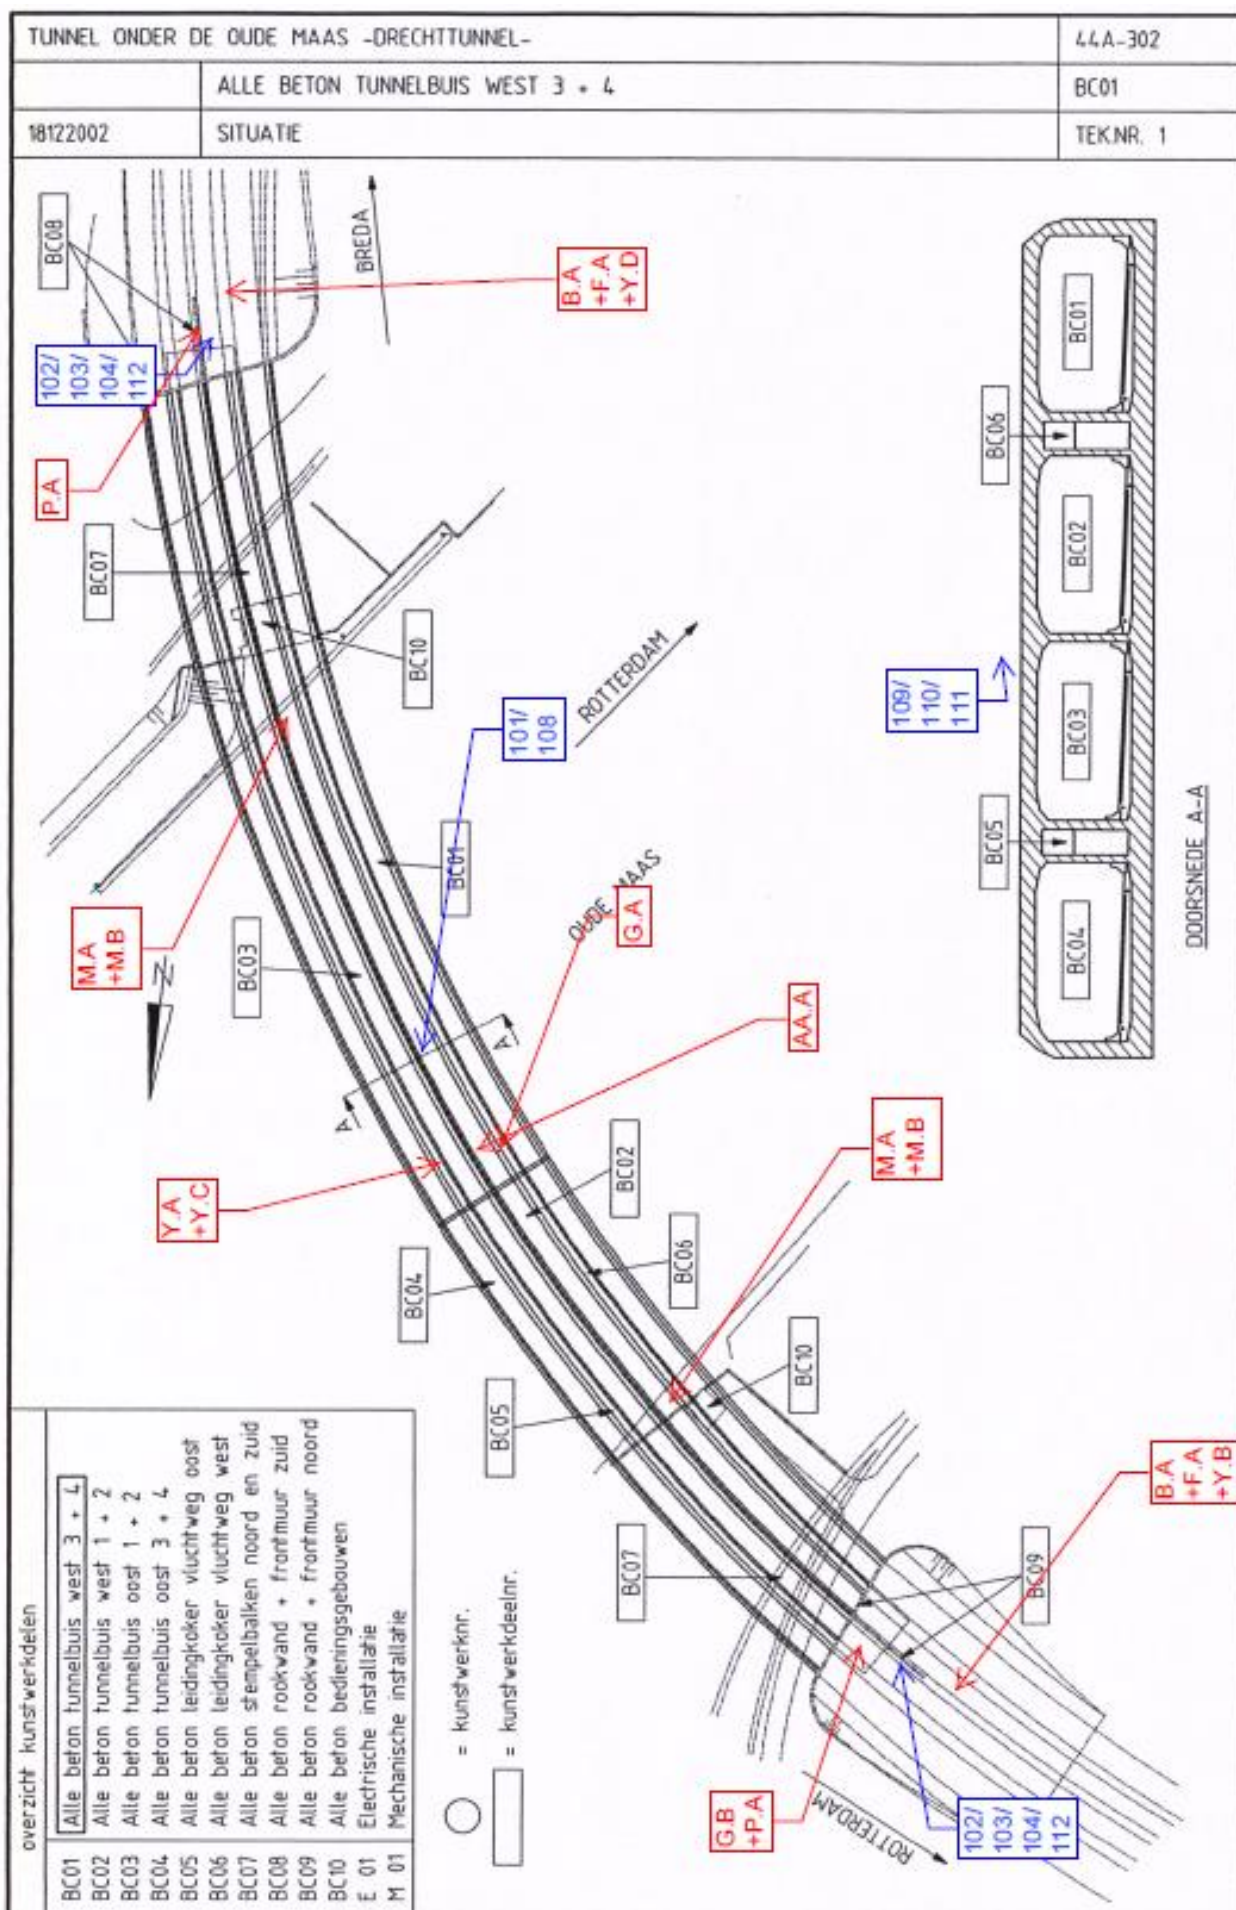 TUNNEL ONDER DE OUDE MAAS -DRECHTTUNNEL-
44A-302
ALLE BETON TUNNELBUIS WEST 3 + 4
BC01
18122002
SITUATIE
TEK.NR. 1
BC08
BREDA
B.A
+F.A
+Y.D
102/
103/
104/
112
P.A
BC07
BC10
ROTTERDAM
101/
108
109/
110/
111
BC01
BC06
BC02
BC03
BC05
BC04
DOORSNEDE A-A
M.A
+M.B
N
BC03
BC01
OUDE MAAS
G.A
A
A
AA.A
Y.A
+Y.C
BC02
M.A
+M.B
BC04
BC06
BC10
BC05
BC07
BC09
B.A
+F.A
+Y.B
G.B
+P.A
ROTTERDAM
102/
103/
104/
112
overzicht kunstwerkdelen
BC01 Alle beton tunnelbuis west 3 + 4
BC02 Alle beton tunnelbuis west 1 + 2
BC03 Alle beton tunnelbuis oost 1 + 2
BC04 Alle beton tunnelbuis oost 3 + 4
BC05 Alle beton leidingkoker vluchtweg oost
BC06 Alle beton leidingkoker vluchtweg west
BC07 Alle beton stempelbalken noord en zuid
BC08 Alle beton rookwand + frontmuur zuid
BC09 Alle beton rookwand + frontmuur noord
BC10 Alle beton bedieningsgebouwen
E 01 Electrische installatie
M 01 Mechanische installatie
= kunstwerknr.
= kunstwerkdeelnr.